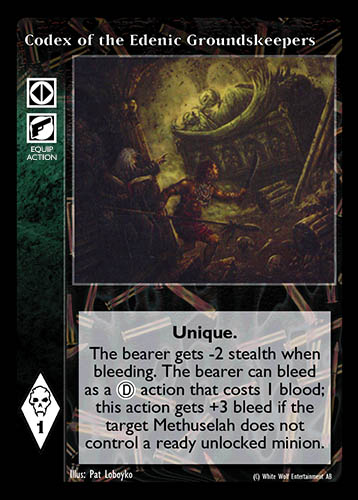 Codex of the Edenic Groundskeepers
EQUIP
ACTION
Unique.
The bearer gets -2 stealth when
bleeding. The bearer can bleed
as a Ⓓ action that costs 1 blood;
this action gets +3 bleed if the
target Methuselah does not
control a ready unlocked minion.
1
Illus: Pat Loboyko
(C) White Wolf Entertainment AB